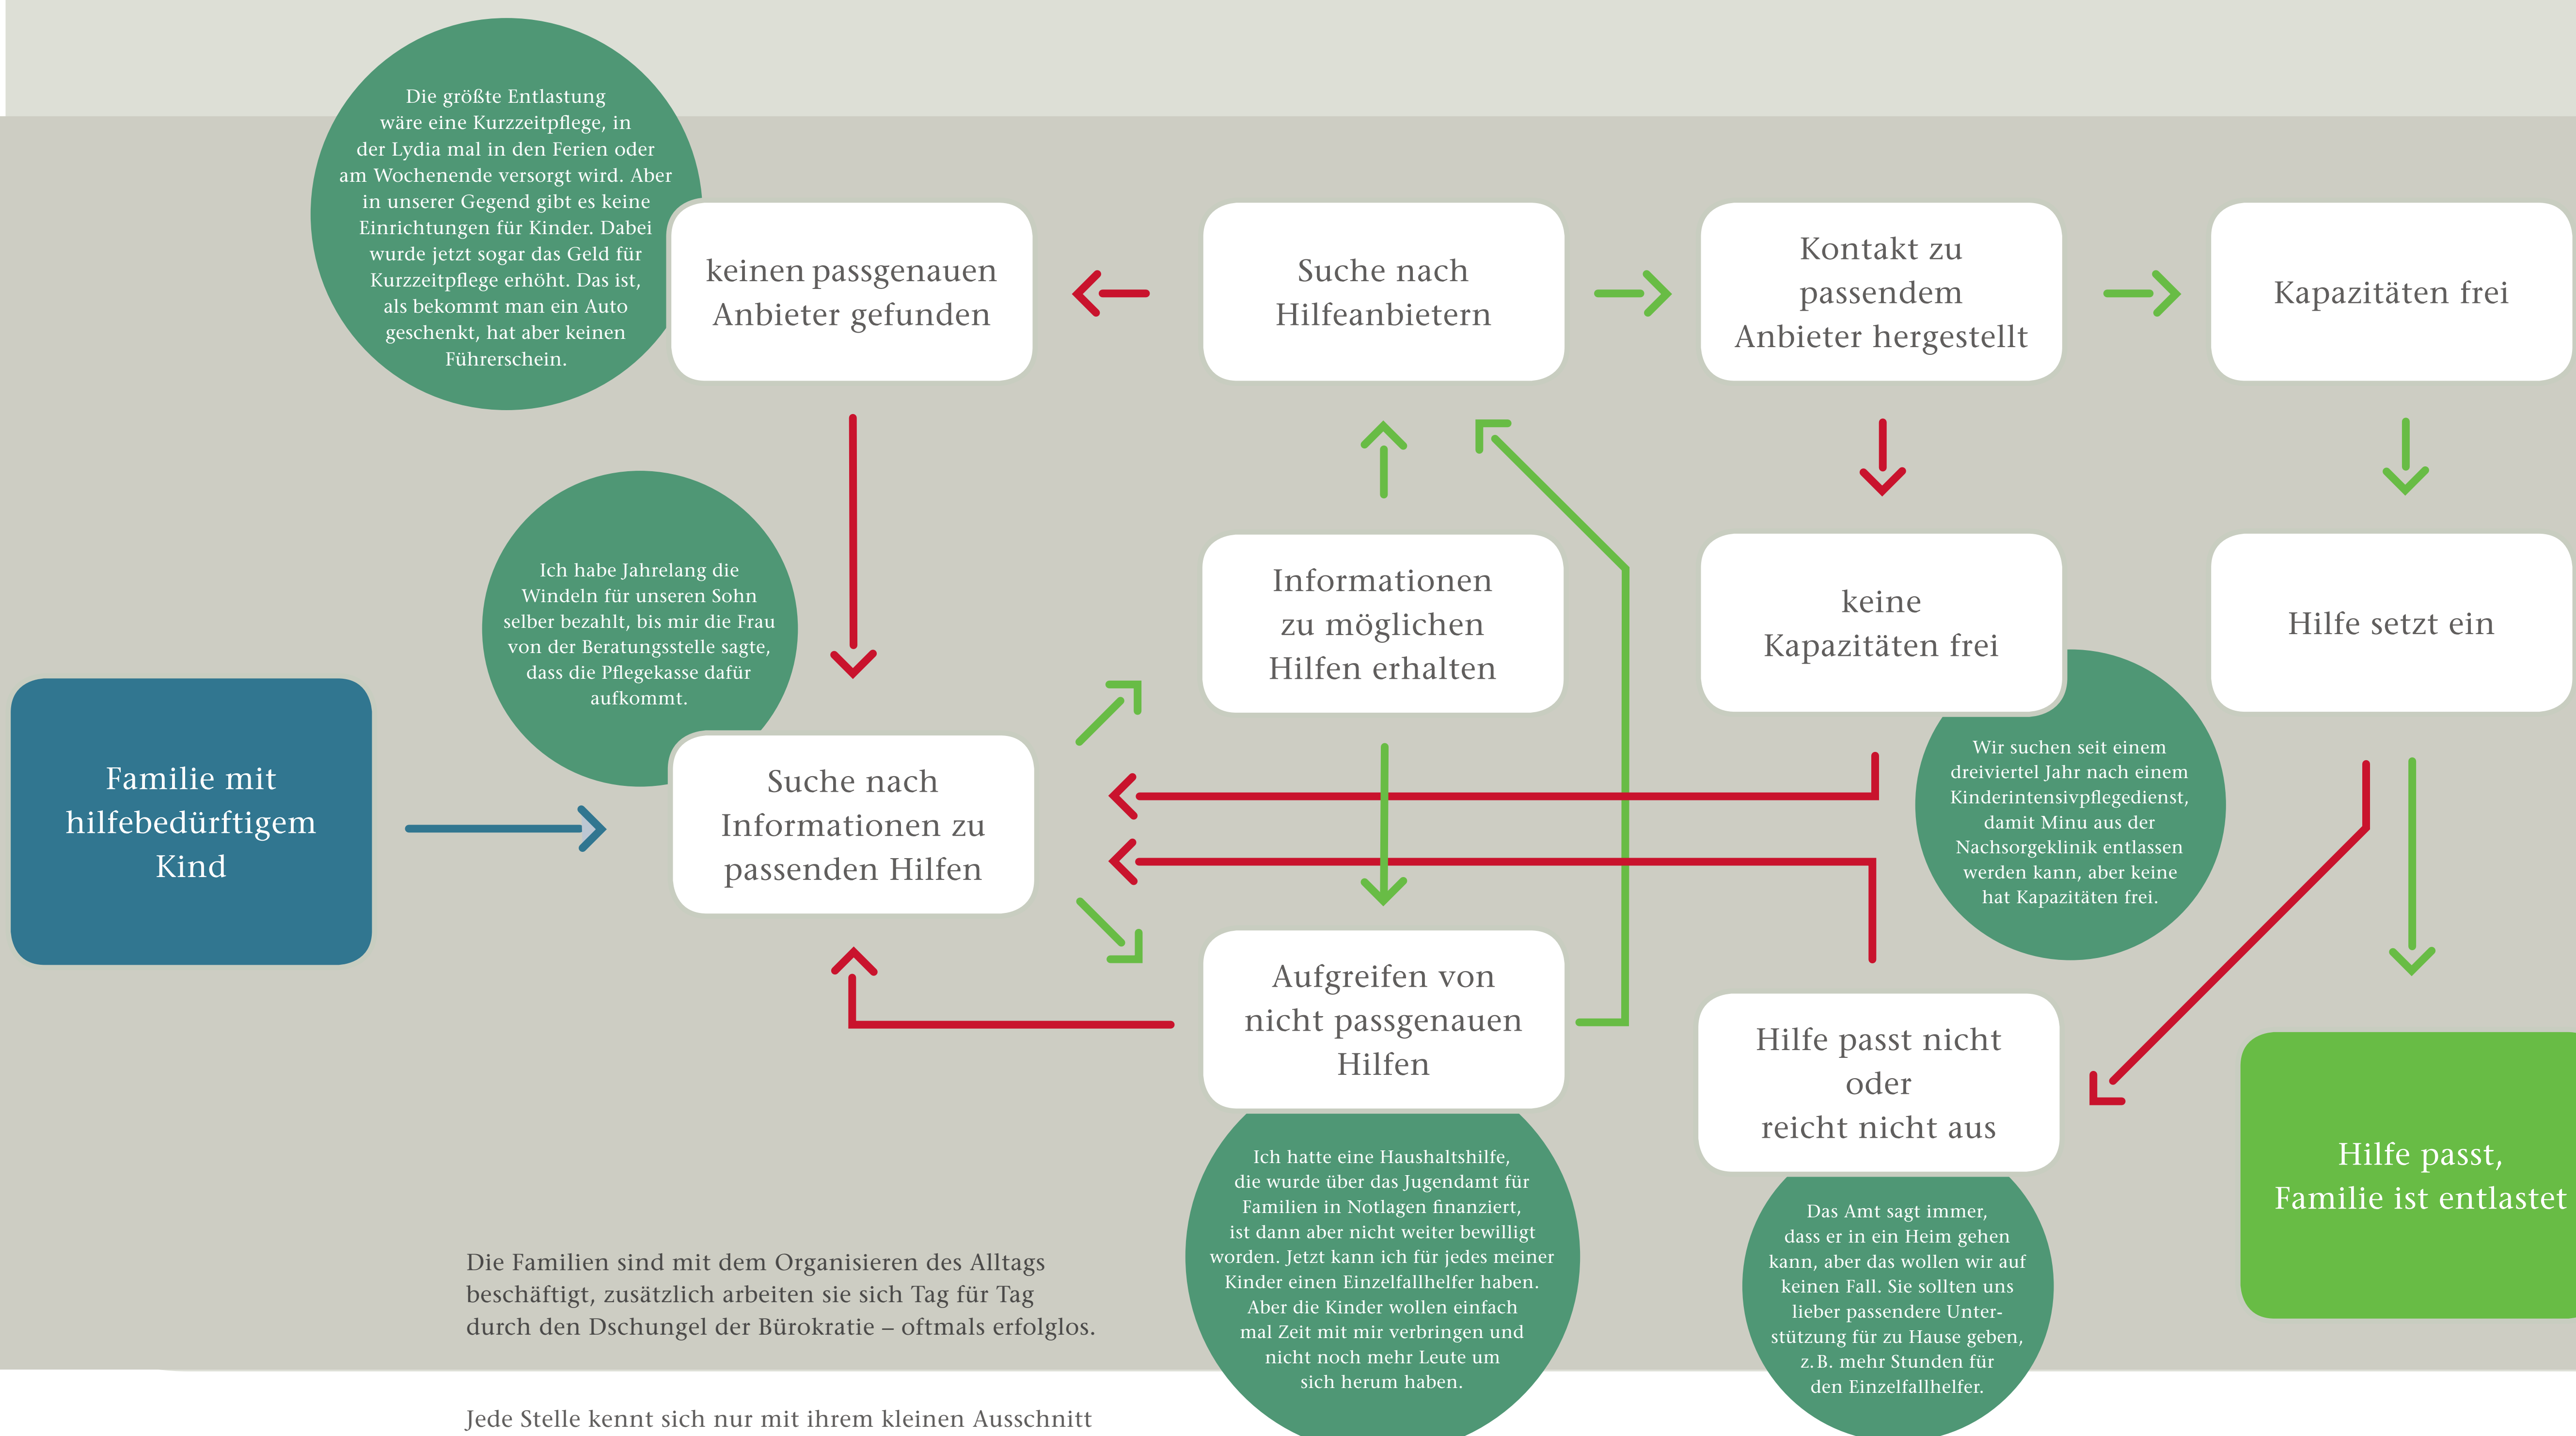 Die größte Entlastung
wäre eine Kurzzeitpflege, in
der Lydia mal in den Ferien oder
am Wochenende versorgt wird. Aber
in unserer Gegend gibt es keine
Einrichtungen für Kinder. Dabei
wurde jetzt sogar das Geld für
Kurzzeitpflege erhöht. Das ist,
als bekommt man ein Auto
geschenkt, hat aber keinen
Führerschein.
keinen passgenauen
Anbieter gefunden
Suche nach
Hilfeanbietern
Kontakt zu
passendem
Anbieter hergestellt
Kapazitäten frei
Ich habe Jahrelang die
Windeln für unseren Sohn
selber bezahlt, bis mir die Frau
von der Beratungsstelle sagte,
dass die Pflegekasse dafür
aufkommt.
Informationen
zu möglichen
Hilfen erhalten
keine
Kapazitäten frei
Hilfe setzt ein
Familie mit
hilfebedürftigem
Kind
Suche nach
Informationen zu
passenden Hilfen
Wir suchen seit einem
dreiviertel Jahr nach einem
Kinderintensivpflegedienst,
damit Minu aus der
Nachsorgeklinik entlassen
werden kann, aber keine
hat Kapazitäten frei.
Aufgreifen von
nicht passgenauen
Hilfen
Hilfe passt nicht
oder
reicht nicht aus
Hilfe passt,
Familie ist entlastet
Ich hatte eine Haushaltshilfe,
die wurde über das Jugendamt für
Familien in Notlagen finanziert,
ist dann aber nicht weiter bewilligt
worden. Jetzt kann ich für jedes meiner
Kinder einen Einzelfallhelfer haben.
Aber die Kinder wollen einfach
mal Zeit mit mir verbringen und
nicht noch mehr Leute um
sich herum haben.
Das Amt sagt immer,
dass er in ein Heim gehen
kann, aber das wollen wir auf
keinen Fall. Sie sollten uns
lieber passendere Unter-
stützung für zu Hause geben,
z. B. mehr Stunden für
den Einzelfallhelfer.
Die Familien sind mit dem Organisieren des Alltags
beschäftigt, zusätzlich arbeiten sie sich Tag für Tag
durch den Dschungel der Bürokratie – oftmals erfolglos.
Jede Stelle kennt sich nur mit ihrem kleinen Ausschnitt